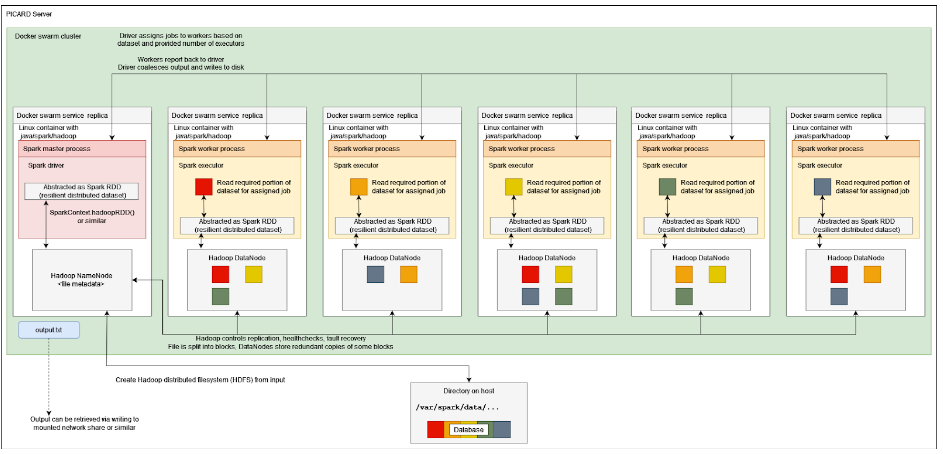 PICARD Server
Docker swarm cluster
Driver assigns jobs to workers based on
dataset and provided number of executors
Workers report back to driver
Driver coalesces output and writes to disk
Docker swarm service replica
Linux container with
java/spark/hadoop
Spark master process
Spark driver
Abstracted as Spark RDD
(resilient distributed dataset)
SparkContext.hadoopRDD()
or similar
Hadoop NameNode
<file metadata>
output.txt
Docker swarm service replica
Linux container with
java/spark/hadoop
Spark worker process
Spark executor
Read required portion of
dataset for assigned job
Abstracted as Spark RDD
(resilient distributed dataset)
Hadoop DataNode
Docker swarm service replica
Linux container with
java/spark/hadoop
Spark worker process
Spark executor
Read required portion of
dataset for assigned job
Abstracted as Spark RDD
(resilient distributed dataset)
Hadoop DataNode
Docker swarm service replica
Linux container with
java/spark/hadoop
Spark worker process
Spark executor
Read required portion of
dataset for assigned job
Abstracted as Spark RDD
(resilient distributed dataset)
Hadoop DataNode
Docker swarm service replica
Linux container with
java/spark/hadoop
Spark worker process
Spark executor
Read required portion of
dataset for assigned job
Abstracted as Spark RDD
(resilient distributed dataset)
Hadoop DataNode
Docker swarm service replica
Linux container with
java/spark/hadoop
Spark worker process
Spark executor
Read required portion of
dataset for assigned job
Abstracted as Spark RDD
(resilient distributed dataset)
Hadoop DataNode
Hadoop controls replication, healthchecks, fault recovery
File is split into blocks, DataNodes store redundant copies of some blocks
Create Hadoop distributed filesystem (HDFS) from input
Output can be retrieved via writing to
mounted network share or similar
Directory on host
/var/spark/data/...
Database